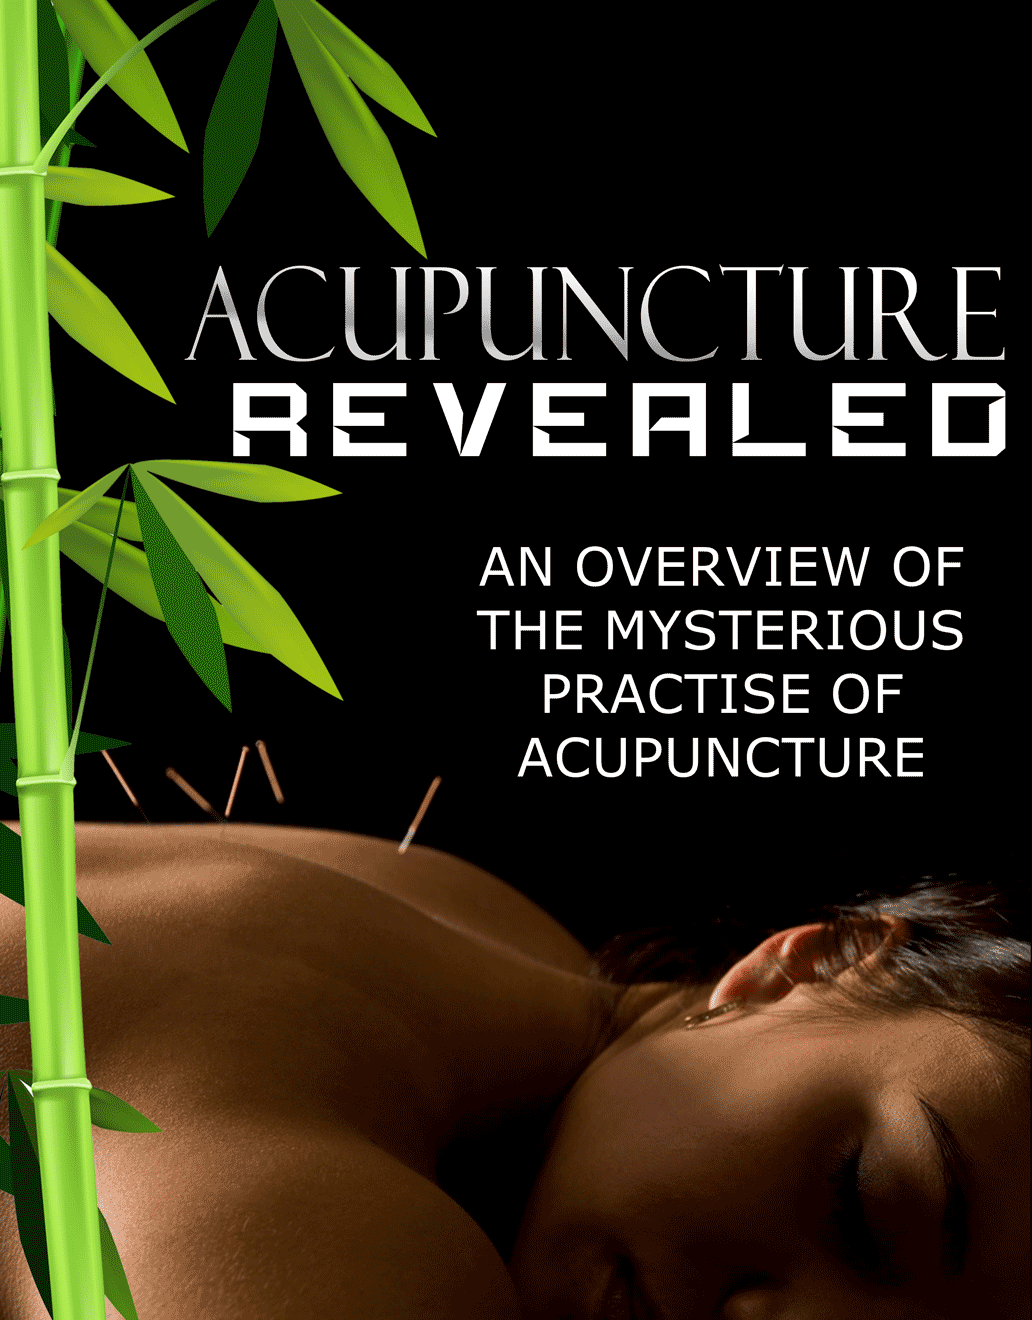 ACUPUNCTURE
REVEALED
AN OVERVIEW OF
THE MYSTERIOUS
PRACTISE OF
ACUPUNCTURE